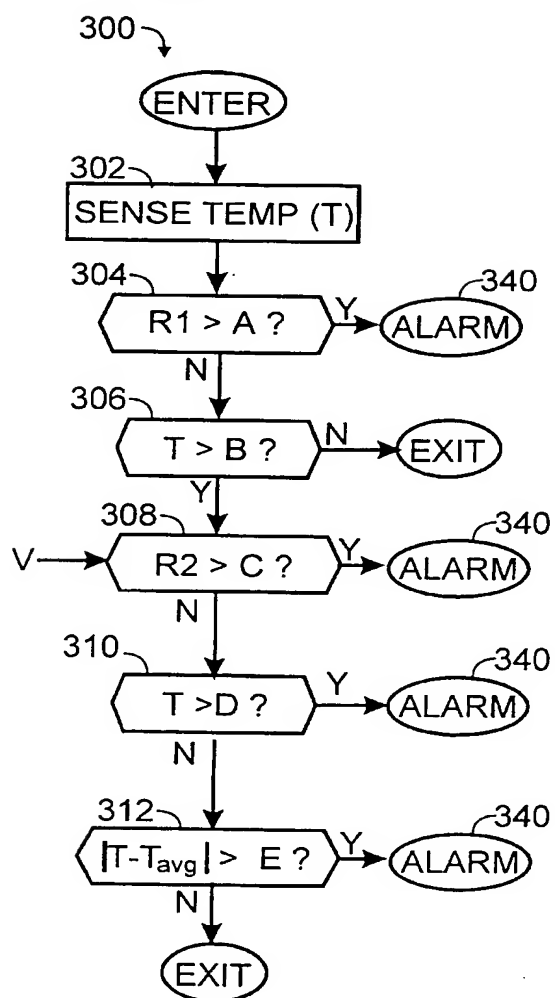 300
ENTER
302
SENSE TEMP (T)
304
R1 > A ?
Y
340
ALARM
N
306
T > B ?
N
EXIT
Y
308
V
R2 > C ?
Y
340
ALARM
N
310
T >D ?
Y
340
ALARM
N
312
|T-Tavg| > E ?
Y
340
ALARM
N
EXIT